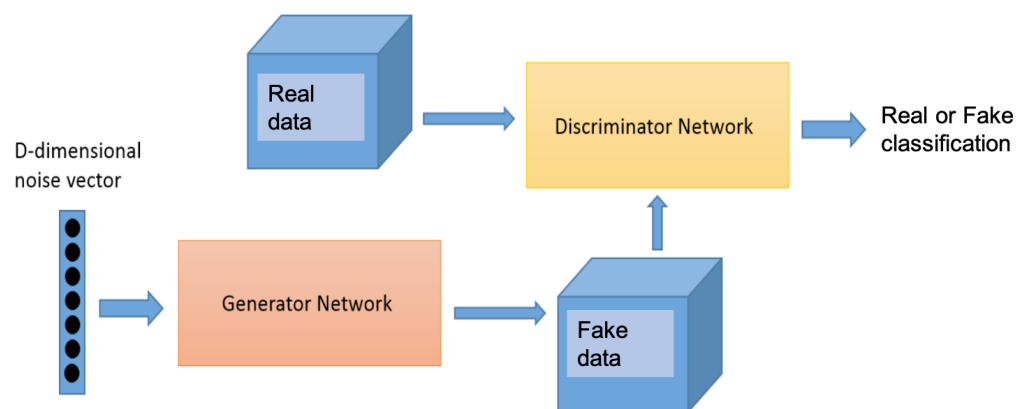 Real
data
Discriminator Network
Real or Fake
classification
D-dimensional
noise vector
Generator Network
Fake
data